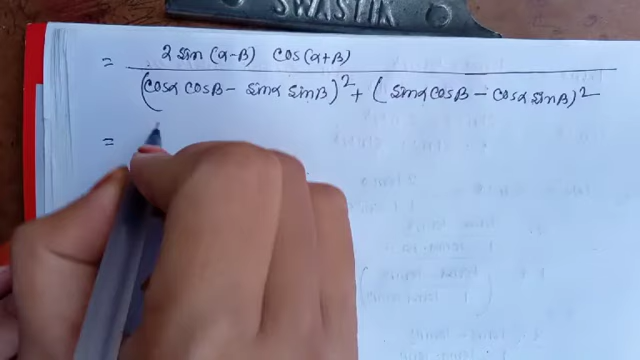 SWASTIK
= 2 sin (α-β) cos(α+β)
(cosα cosβ - sinα sinβ)² + (sinα cosβ - cosα sinβ)²
=